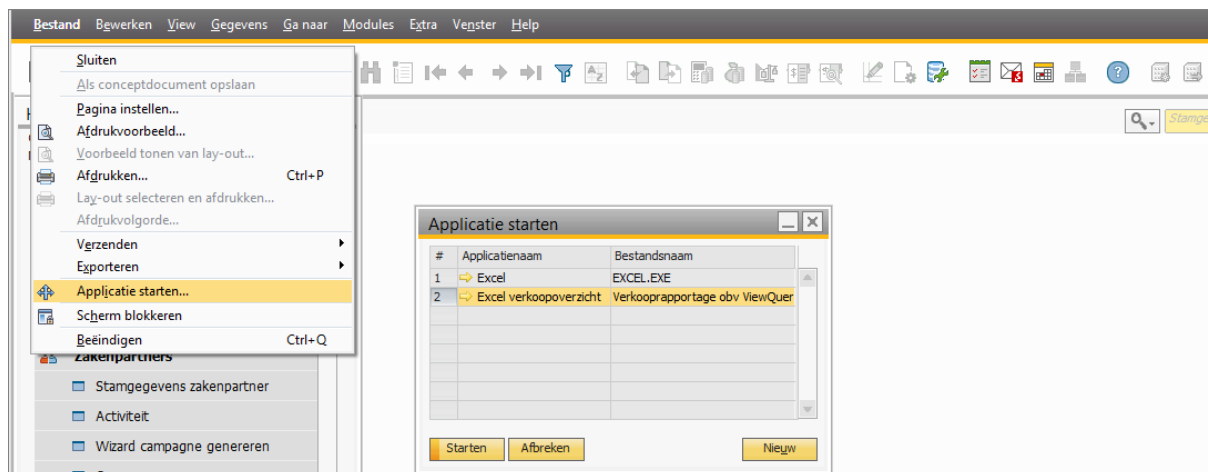 Bestand Bewerken View Gegevens Ga naar Modules Extra Venster Help
Sluiten
Als conceptdocument opslaan
Pagina instellen...
Afdrukvoorbeeld...
Voorbeeld tonen van lay-out...
Afdrukken... Ctrl+P
Lay-out selecteren en afdrukken...
Afdrukvolgorde...
Verzenden
Exporteren
Applicatie starten...
Scherm blokkeren
Beëindigen Ctrl+Q
Zakenpartners
Stamgegevens zakenpartner
Activiteit
Wizard campagne genereren
Stamge
Applicatie starten
# Applicatienaam Bestandsnaam
1 Excel EXCEL.EXE
2 Excel verkoopoverzicht Verkooprapportage obv ViewQuer
Starten Afbreken Nieuw